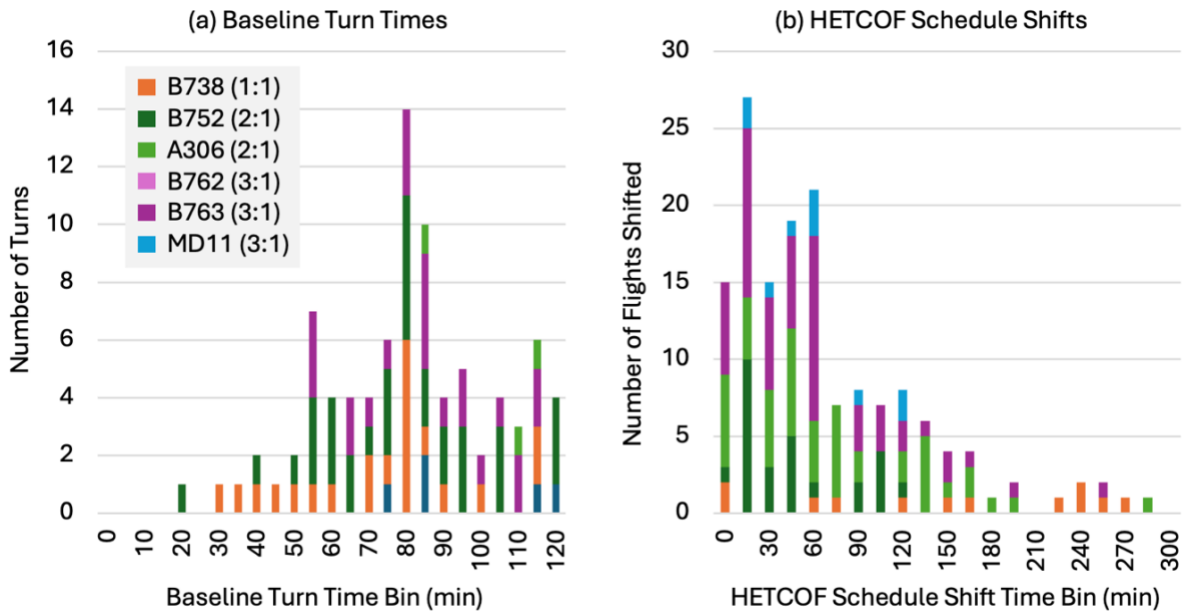 (a) Baseline Turn Times
16
14
12
10
8
6
4
2
0
Number of Turns
B738 (1:1)
B752 (2:1)
A306 (2:1)
B762 (3:1)
B763 (3:1)
MD11 (3:1)
0 10 20 30 40 50 60 70 80 90 100 110 120
Baseline Turn Time Bin (min)
(b) HETCOF Schedule Shifts
30
25
20
15
10
5
0
Number of Flights Shifted
0 30 60 90 120 150 180 210 240 270 300
HETCOF Schedule Shift Time Bin (min)